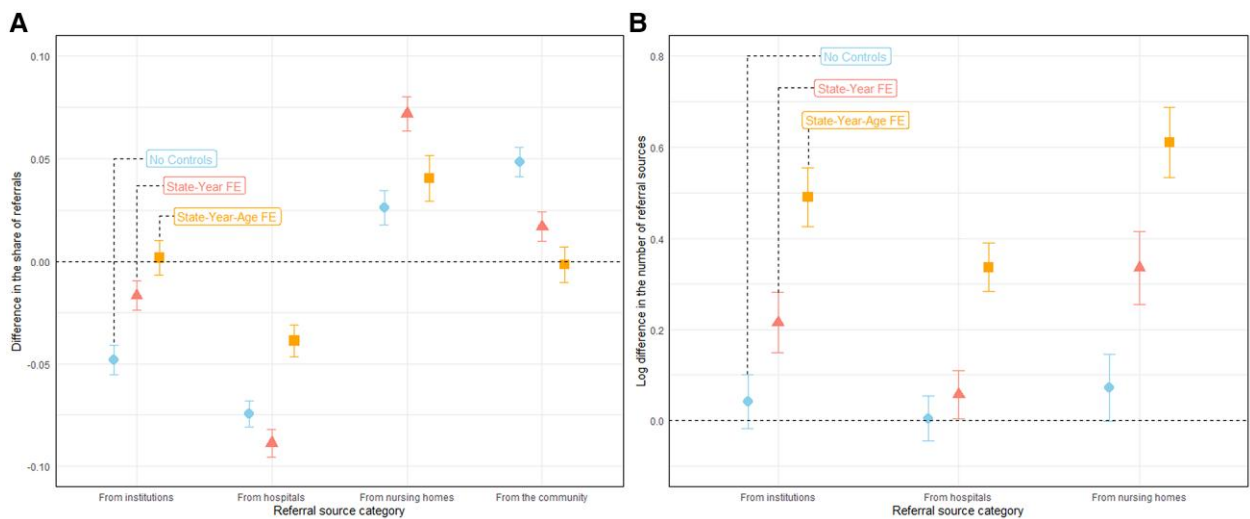 A
Difference in the share of referrals
0.10
0.05
0.00
-0.05
-0.10
No Controls
State-Year FE
State-Year-Age FE
From institutions
From hospitals
From nursing homes
From the community
Referral source category
B
Log difference in the number of referral sources
0.8
0.6
0.4
0.2
0.0
No Controls
State-Year FE
State-Year-Age FE
From institutions
From hospitals
From nursing homes
Referral source category